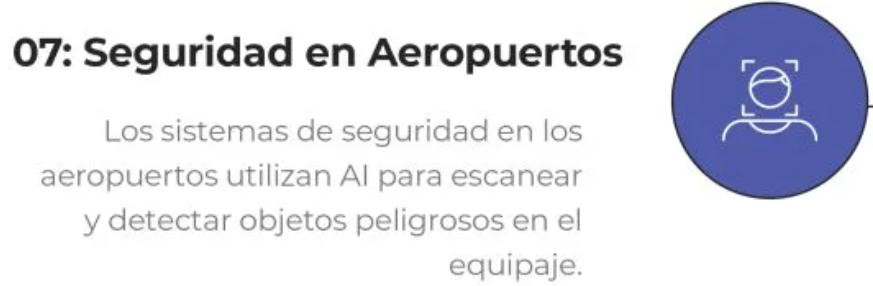 07: Seguridad en Aeropuertos
Los sistemas de seguridad en los
aeropuertos utilizan AI para escanear
y detectar objetos peligrosos en el
equipaje.